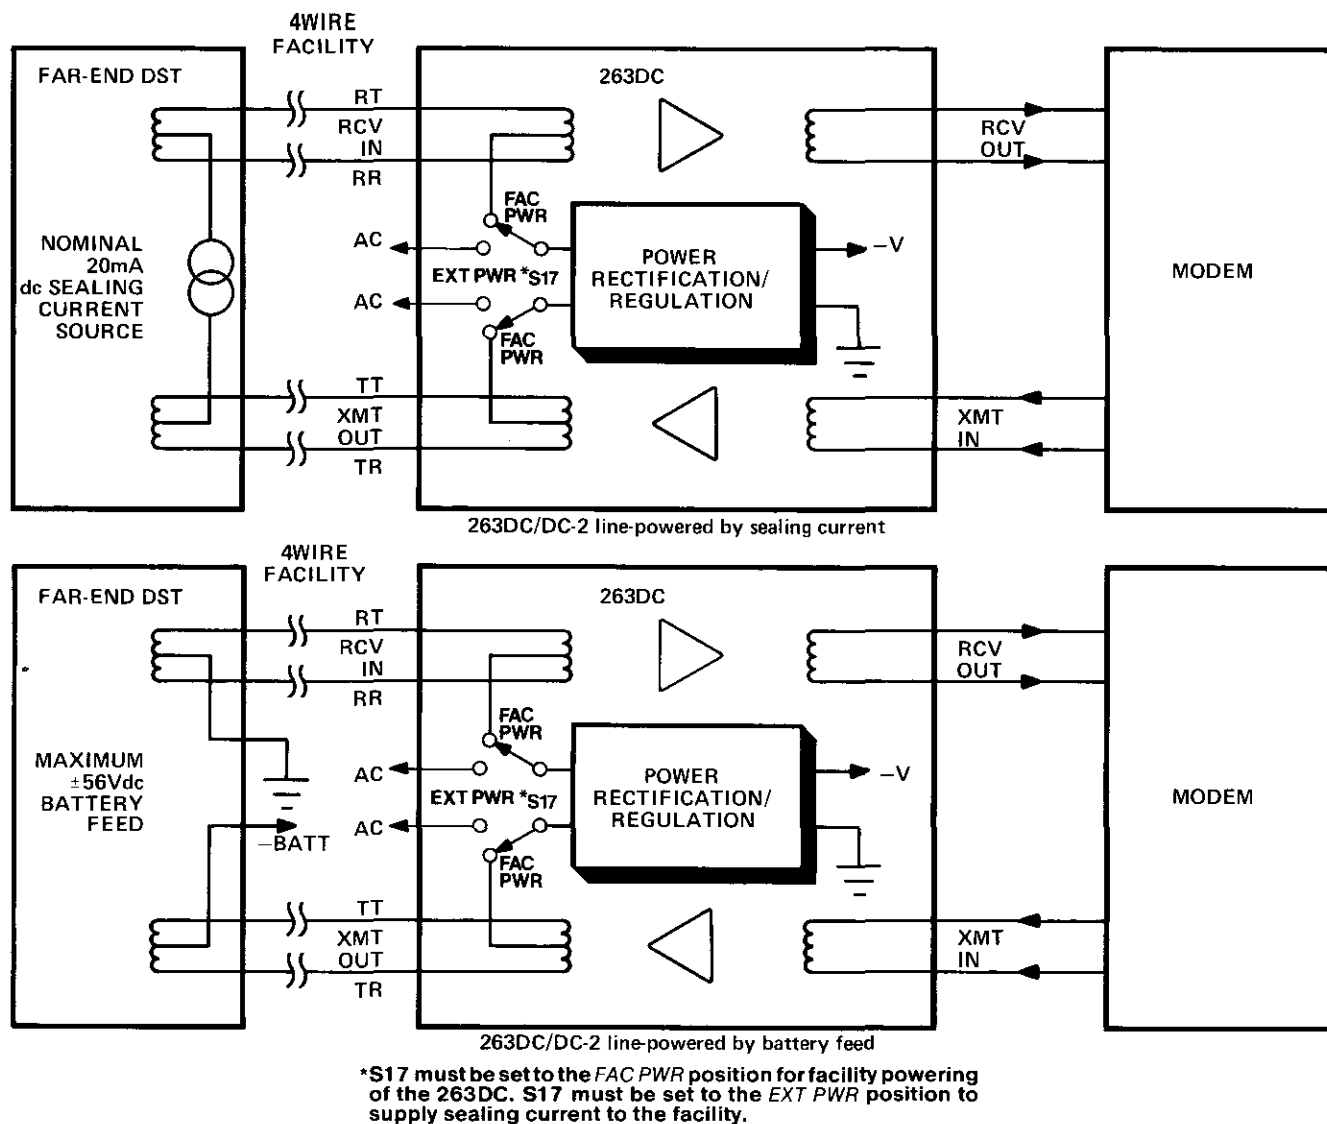 4WIRE
FACILITY
FAR-END DST
263DC
RT
RCV
IN
RR
RCV
OUT
FAC
PWR
AC
EXT PWR *S17
AC
FAC
PWR
NOMINAL
20mA
dc SEALING
CURRENT
SOURCE
POWER
RECTIFICATION/
REGULATION
−V
MODEM
TT
XMT
OUT
TR
XMT
IN
263DC/DC-2 line-powered by sealing current
4WIRE
FACILITY
FAR-END DST
263DC
RT
RCV
IN
RR
RCV
OUT
FAC
PWR
AC
EXT PWR *S17
AC
FAC
PWR
MAXIMUM
±56Vdc
BATTERY
FEED
−BATT
POWER
RECTIFICATION/
REGULATION
−V
MODEM
TT
XMT
OUT
TR
XMT
IN
263DC/DC-2 line-powered by battery feed
*S17 must be set to the FAC PWR position for facility powering
of the 263DC. S17 must be set to the EXT PWR position to
supply sealing current to the facility.